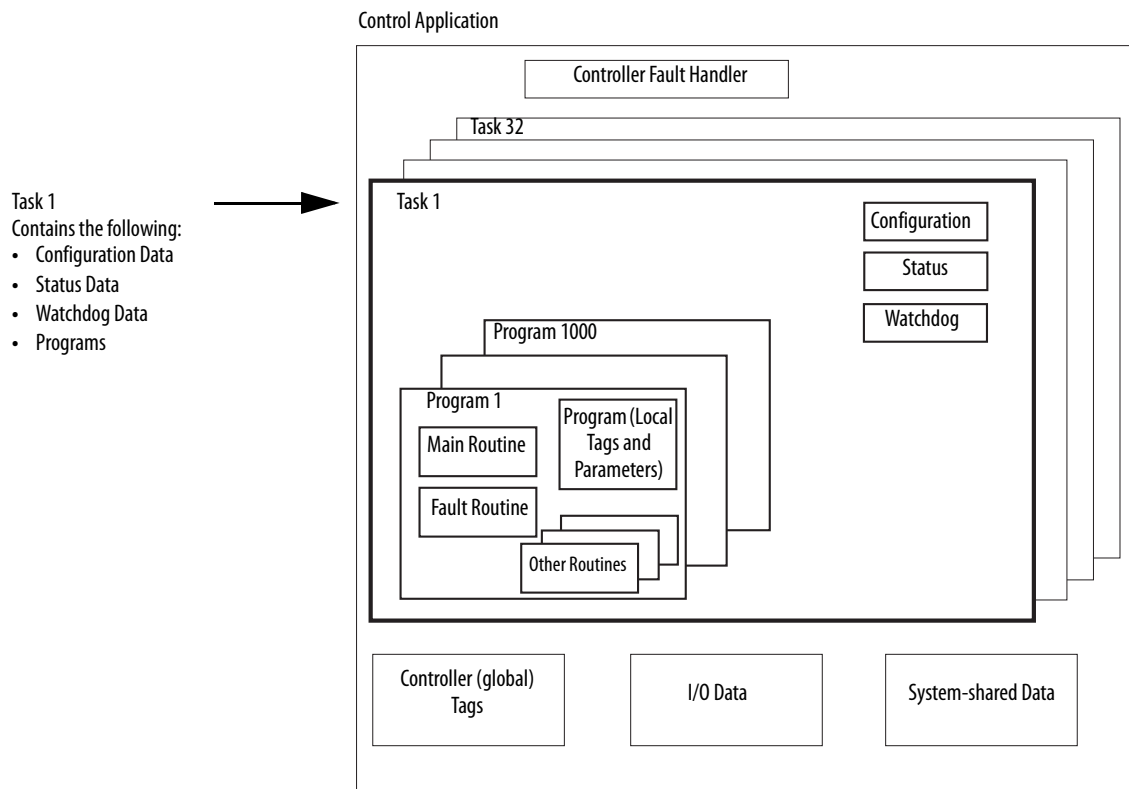 Control Application
Controller Fault Handler
Task 32
Task 1
Contains the following:
• Configuration Data
• Status Data
• Watchdog Data
• Programs
Task 1
Configuration
Status
Watchdog
Program 1000
Program 1
Main Routine
Fault Routine
Program (Local
Tags and
Parameters)
Other Routines
Controller (global)
Tags
I/O Data
System-shared Data